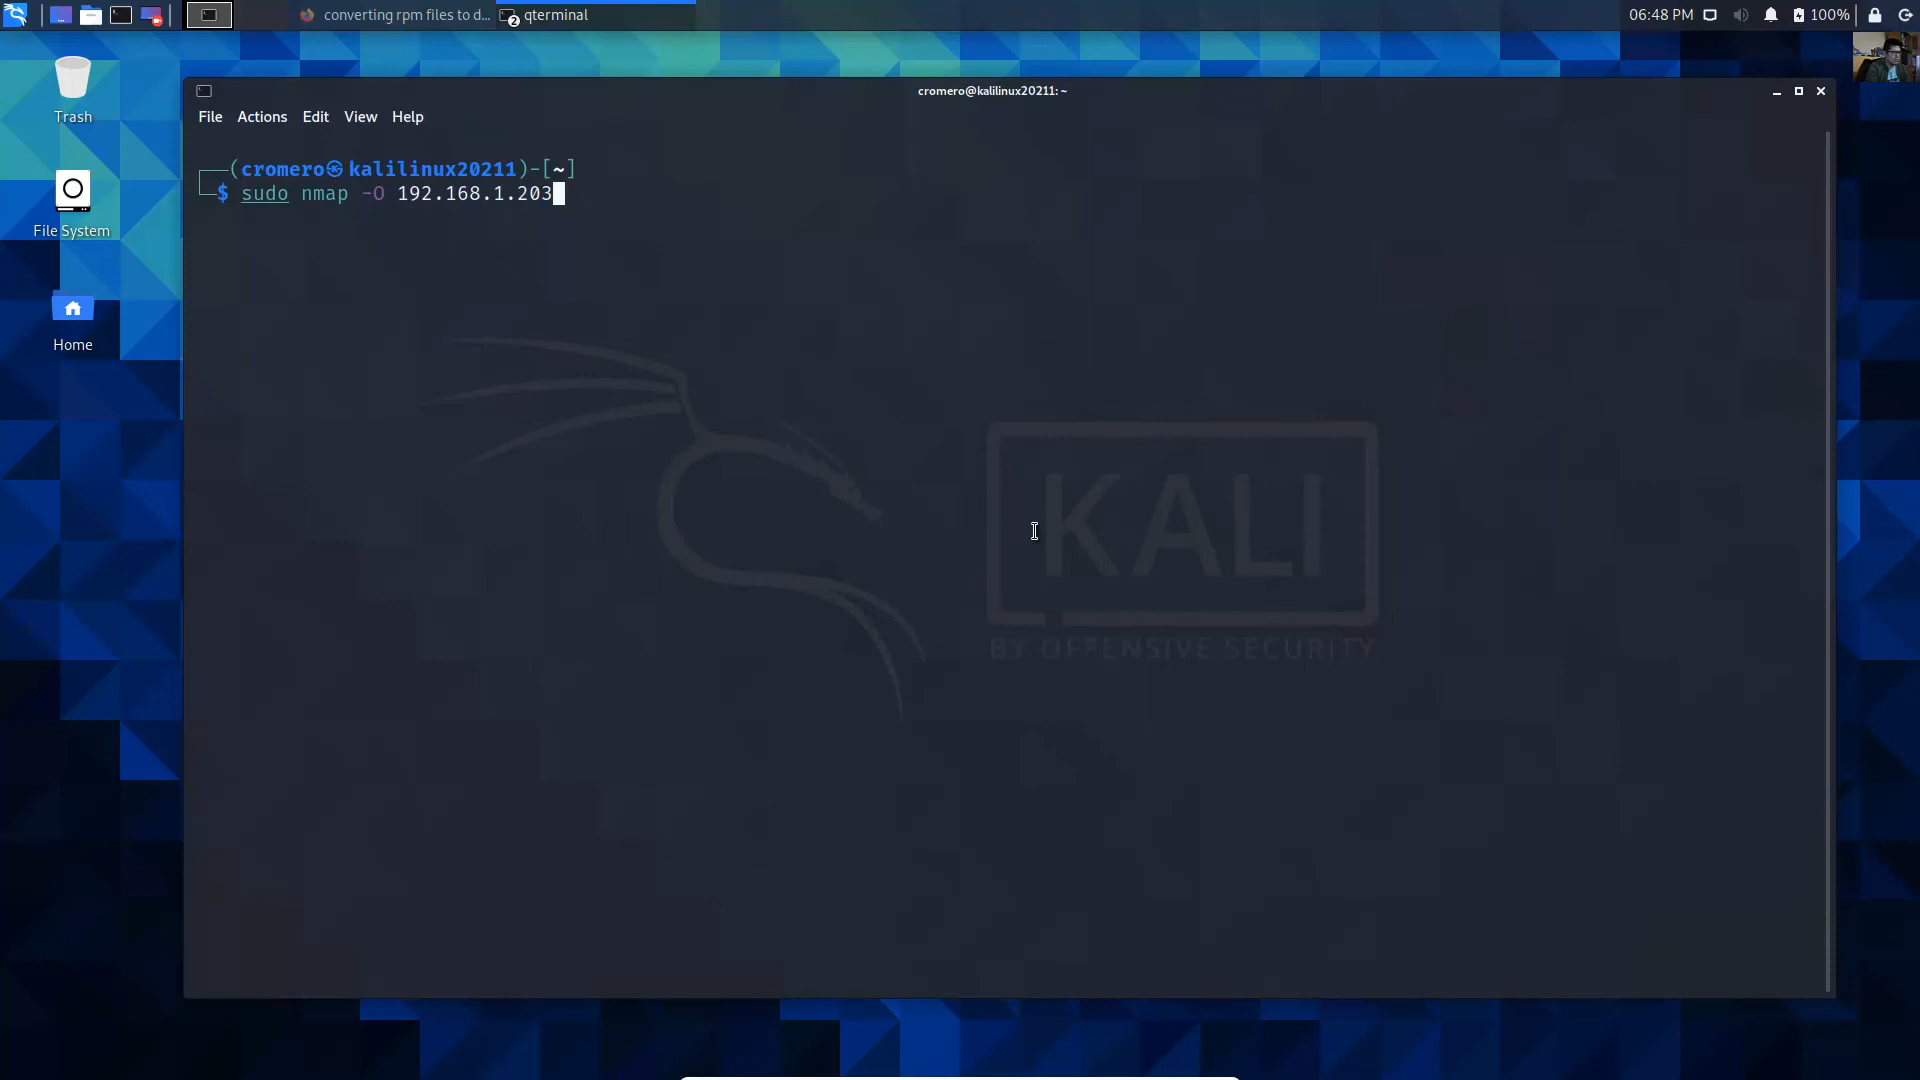 converting rpm files to d...
qterminal
06:48 PM
100%
2
Trash
File System
Home
cromero@kalilinux20211: ~
File Actions Edit View Help
(cromero㉿kalilinux20211)-[~]
$ sudo nmap -O 192.168.1.203
KALI
BY OFFENSIVE SECURITY